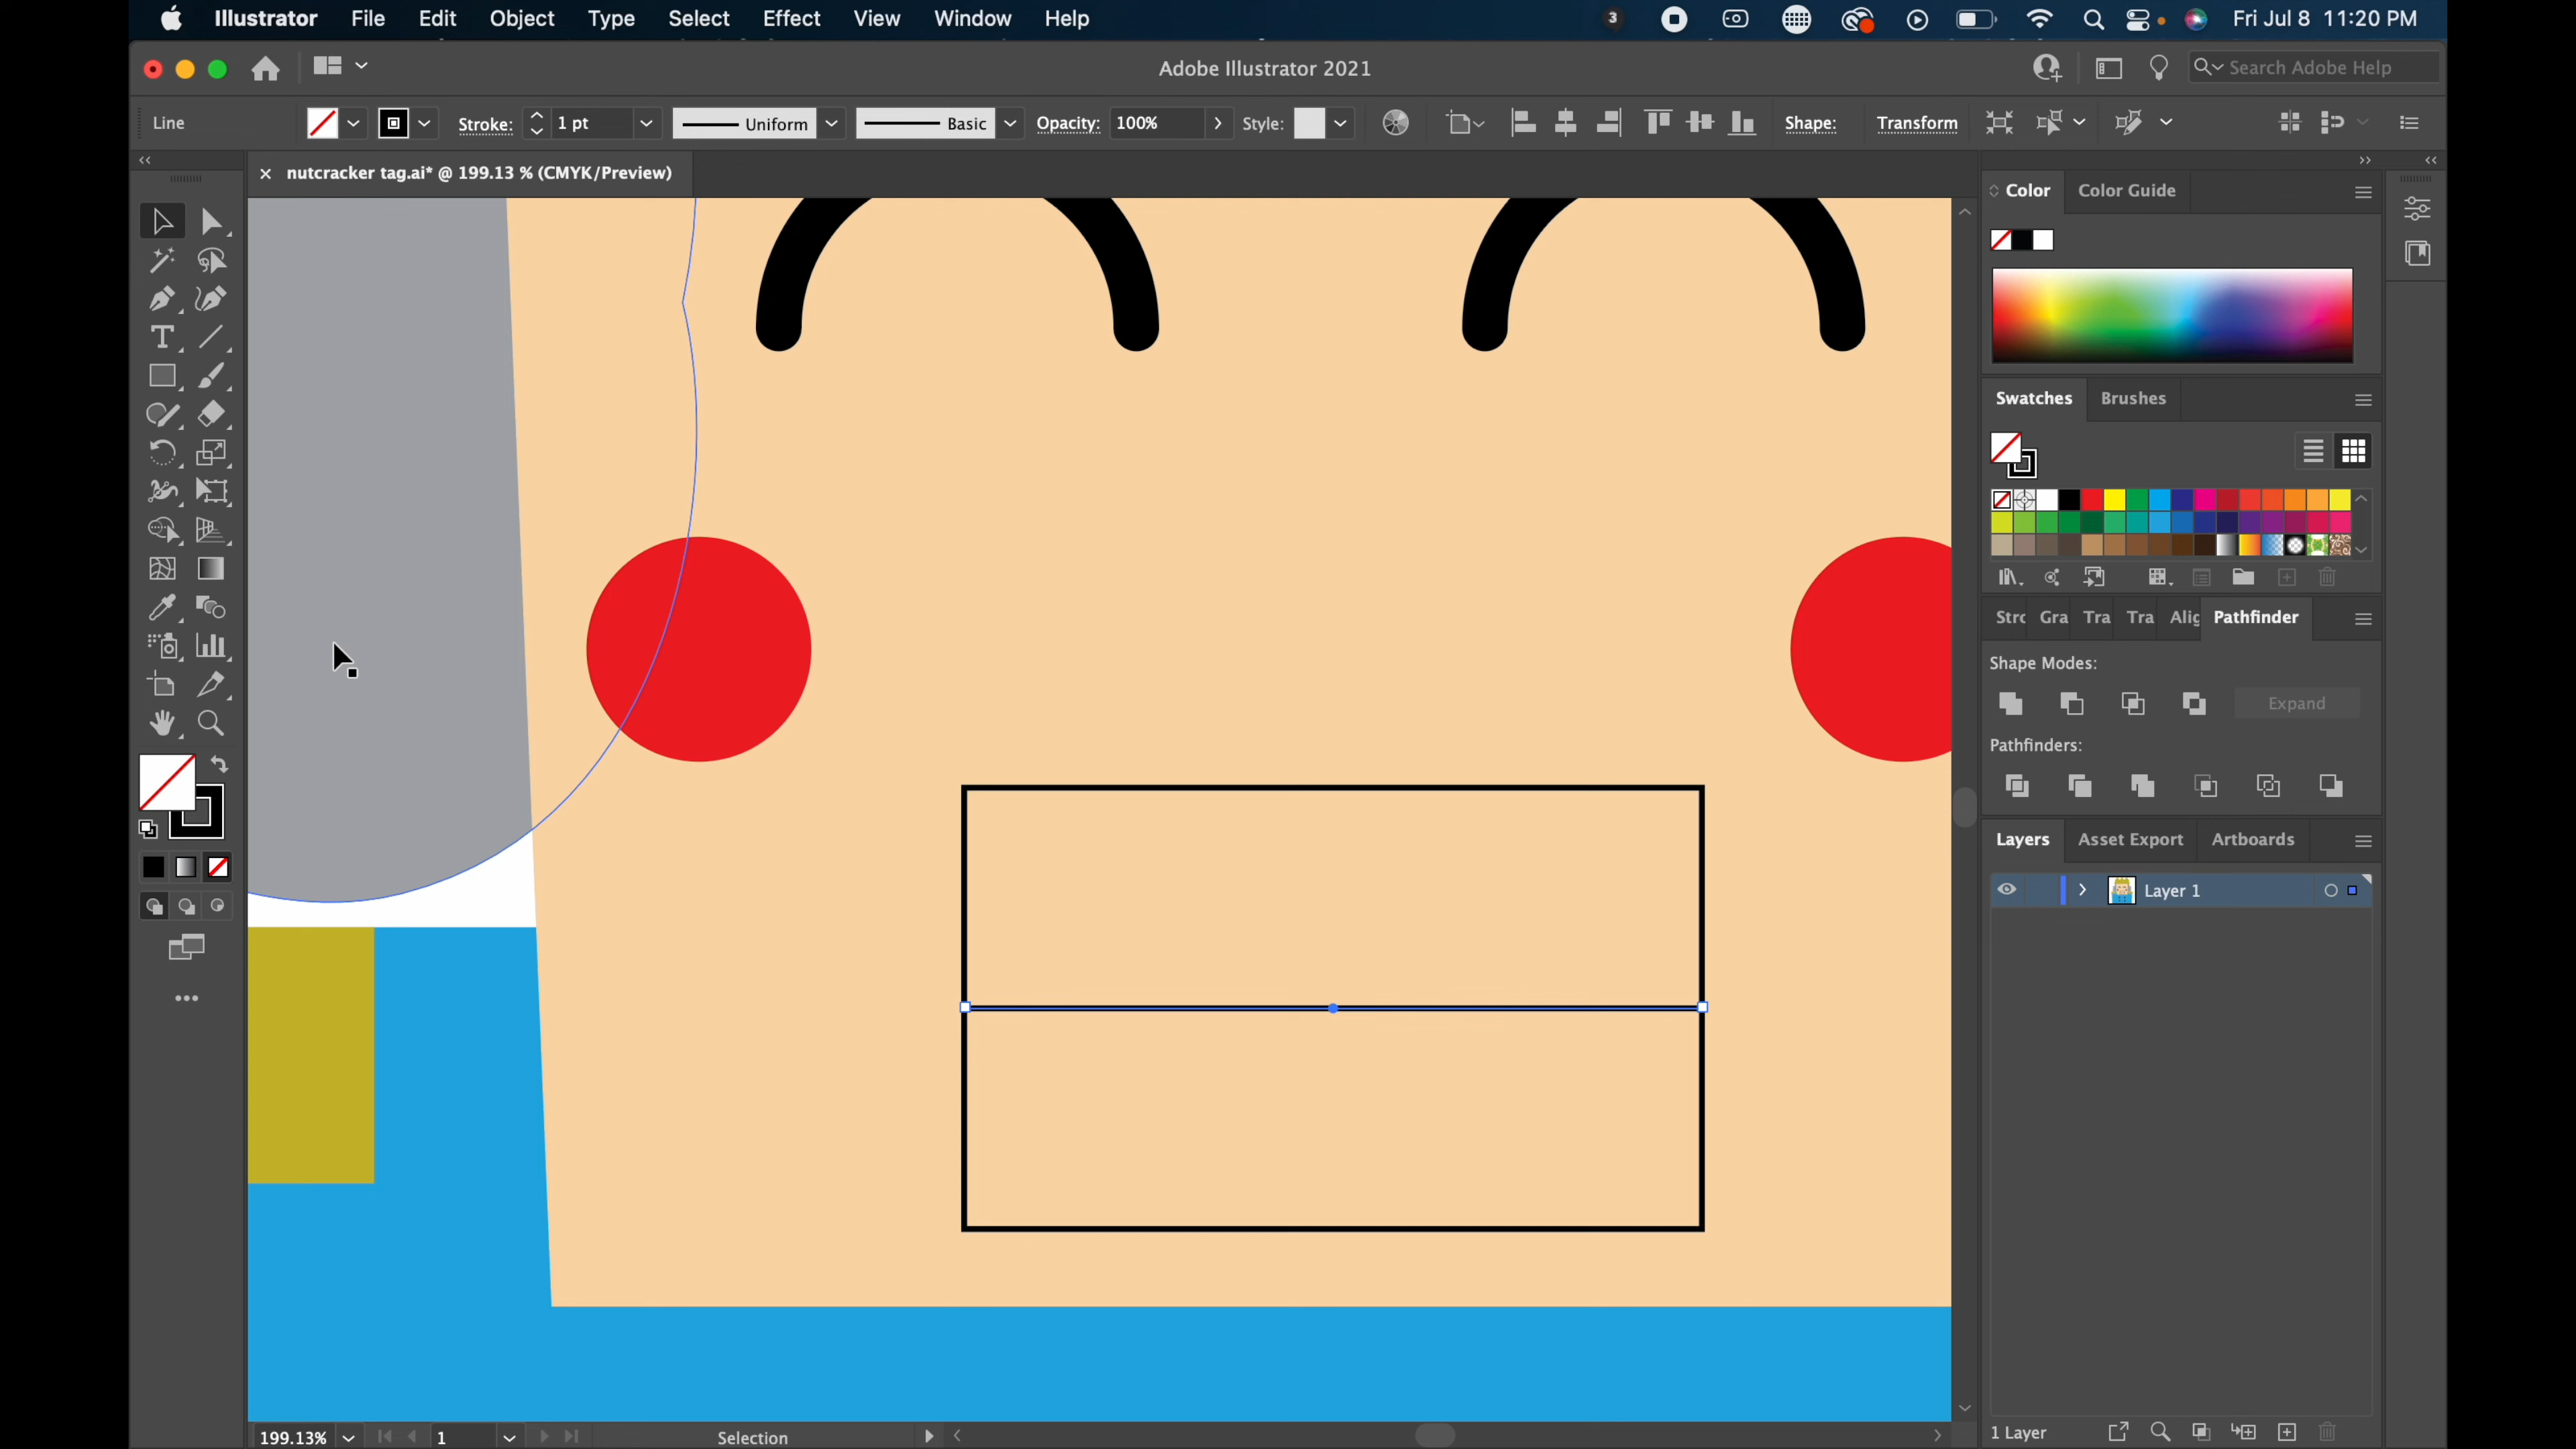 Illustrator File Edit Object Type Select Effect View Window Help 3 Fri Jul 8 11:20 PM
Adobe Illustrator 2021 Search Adobe Help
Line Stroke: 1 pt Uniform Basic Opacity: 100% Style: Shape: Transform
× nutcracker tag.ai* @ 199.13 % (CMYK/Preview)
Color Color Guide
Swatches Brushes
Strc Gra Tra Tra Alig Pathfinder
Shape Modes:
Expand
Pathfinders:
Layers Asset Export Artboards
Layer 1
199.13% 1 Selection
1 Layer